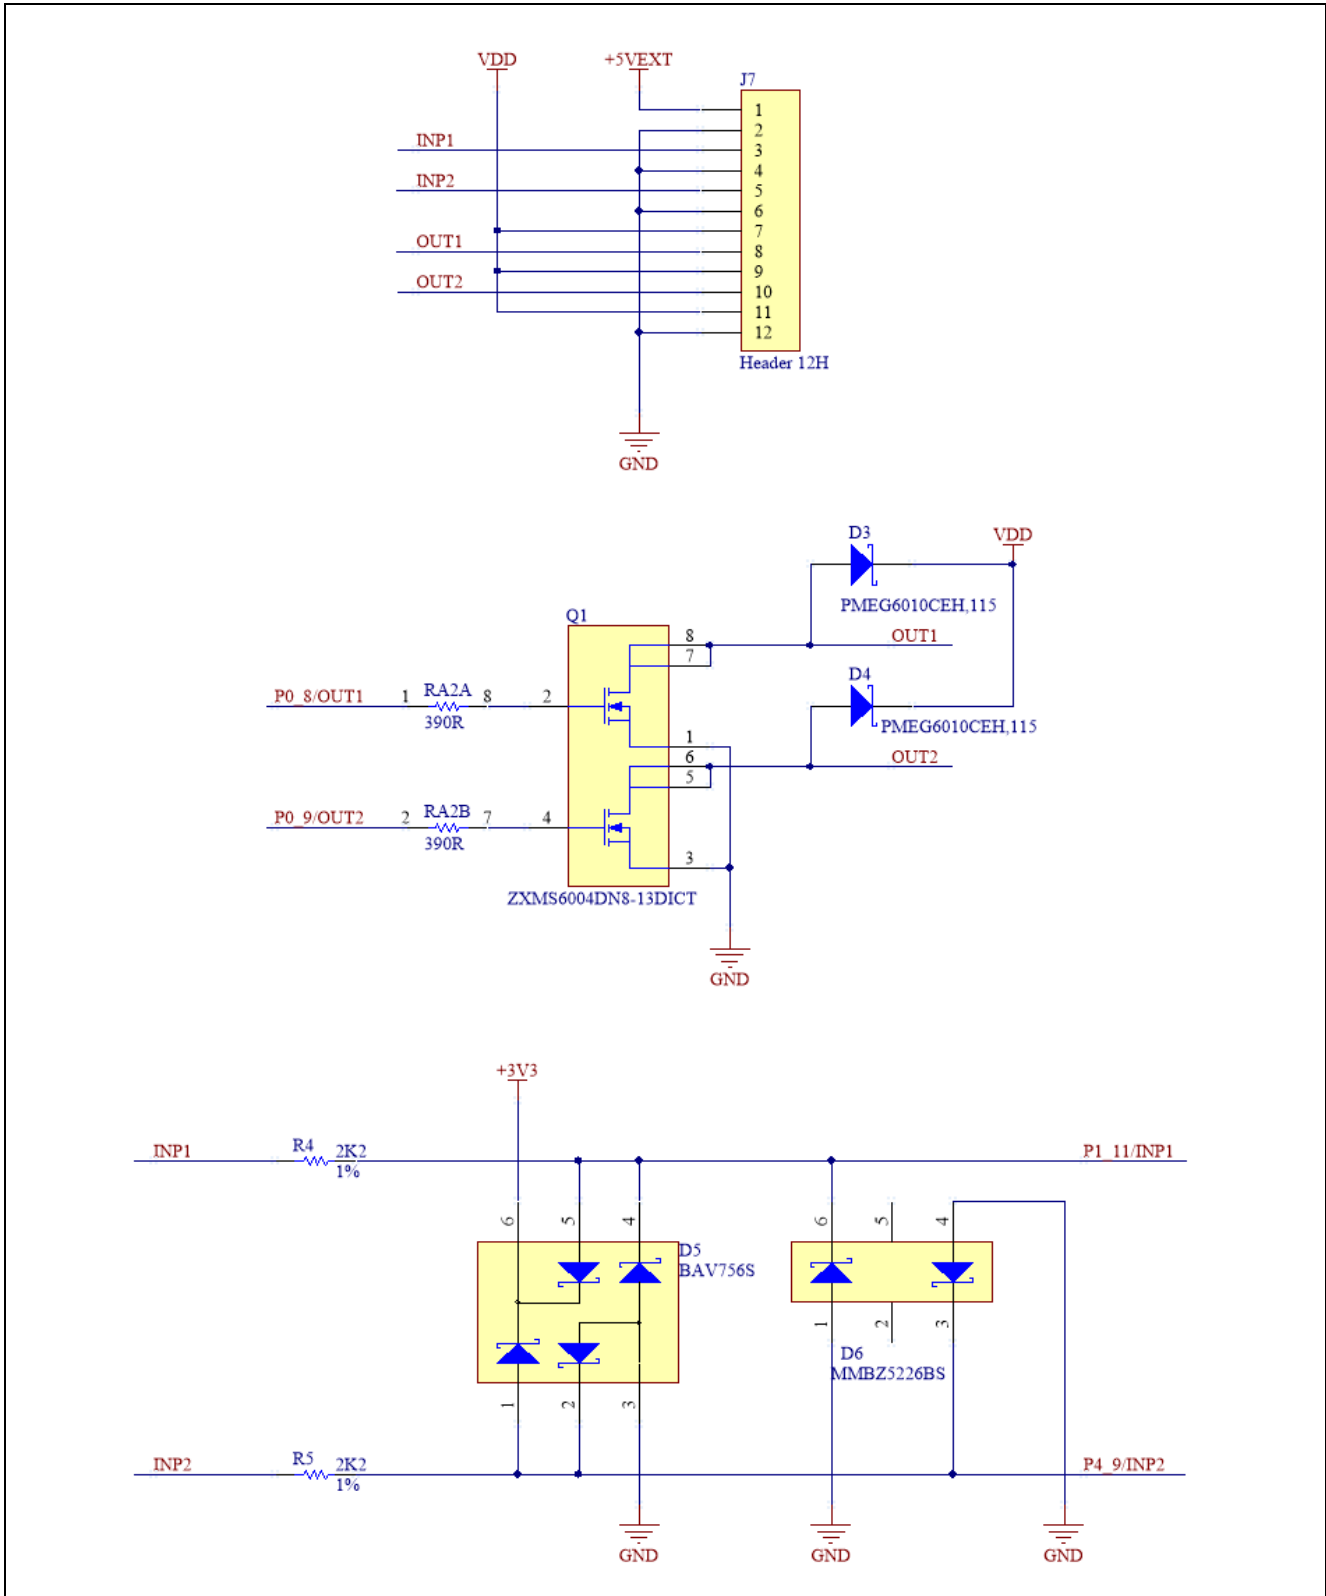 VDD
+5VEXT
J7
1
2
INP1
3
4
INP2
5
6
7
OUT1
8
9
OUT2
10
11
12
Header 12H
GND
D3
VDD
PMEG6010CEH,115
Q1
8
OUT1
7
D4
P0_8/OUT1
1
RA2A
8
2
390R
PMEG6010CEH,115
1
6
OUT2
5
P0_9/OUT2
2
RA2B
7
4
390R
3
ZXMS6004DN8-13DICT
GND
+3V3
INP1
R4
2K2
1%
P1_11/INP1
6
5
4
6
5
4
D5
BAV756S
1
2
3
1
2
3
D6
MMBZ5226BS
INP2
R5
2K2
1%
P4_9/INP2
GND
GND
GND